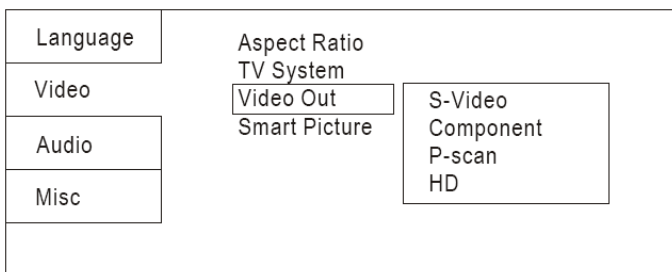 Language
Video
Audio
Misc
Aspect Ratio
TV System
Video Out
Smart Picture
S-Video
Component
P-scan
HD